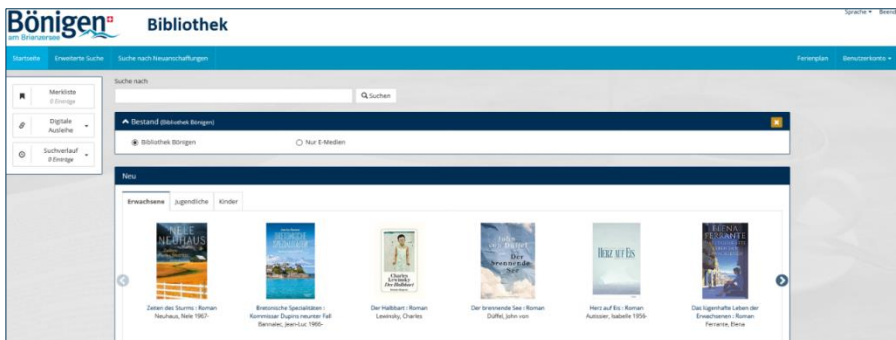 Sprache
Beend
Bönigen
am Brienzersee
Bibliothek
Startseite
Erweiterte Suche
Suche nach Neuanschaffungen
Ferienplan
Benutzerkonto
Merkliste
0 Einträge
Digitale
Ausleihe
Suchverlauf
0 Einträge
Suche nach
Suchen
Bestand (Bibliothek Bönigen)
Bibliothek Bönigen
Nur E-Medien
Neu
Erwachsene
Jugendliche
Kinder
NELE
NEUHAUS
BRETONISCHE
SPEZIALITÄTEN
Charles
Lewinsky
Der Halbbart
John
von Düffel
Der
brennende
See
HERZ AUF EIS
ELENA
FERRANTE
Zeiten des Sturms : Roman
Neuhaus, Nele 1967-
Bretonische Spezialitäten :
Kommissar Dupins neunter Fall
Bannalec, Jean-Luc 1966-
Der Halbbart : Roman
Lewinsky, Charles
Der brennende See : Roman
Düffel, John von
Herz auf Eis : Roman
Autissier, Isabelle 1956-
Das lügenhafte Leben der
Erwachsenen : Roman
Ferrante, Elena